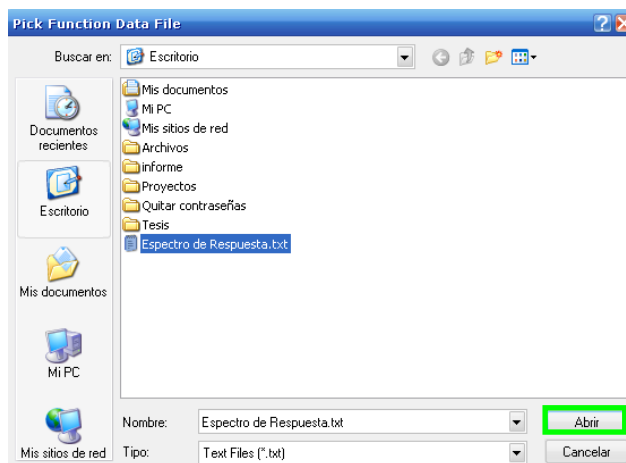 Pick Function Data File
Buscar en: Escritorio
Mis documentos
Mi PC
Mis sitios de red
Archivos
informe
Proyectos
Quitar contraseñas
Tesis
Espectro de Respuesta.txt
Documentos
recientes
Escritorio
Mis documentos
Mi PC
Mis sitios de red
Nombre: Espectro de Respuesta.txt Abrir
Tipo: Text Files (*.txt) Cancelar